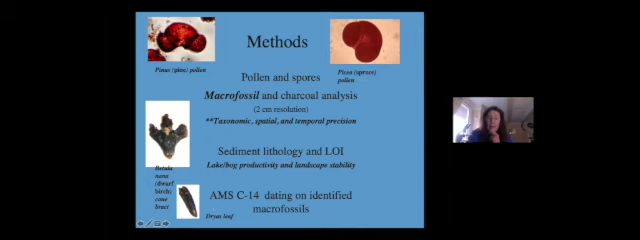 Methods
Pinus (pine) pollen
Picea (spruce)
pollen
Pollen and spores
Macrofossil and charcoal analysis
(2 cm resolution)
**Taxonomic, spatial, and temporal precision
Sediment lithology and LOI
Lake/bog productivity and landscape stability
Betula
nana
(dwarf
birch)
cone
bract
AMS C-14 dating on identified
macrofossils
Dryas leaf